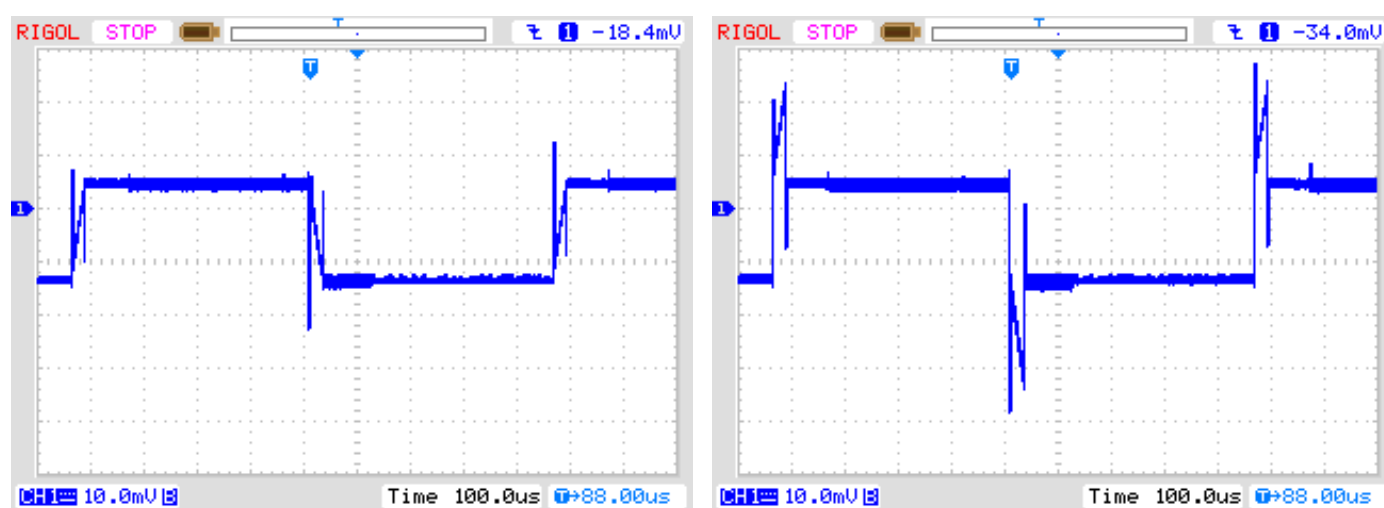 RIGOL STOP T 1 -18.4mV
T
1
CH1 10.0mV B Time 100.0us T→88.00us
RIGOL STOP T 1 -34.0mV
T
1
CH1 10.0mV B Time 100.0us T→88.00us